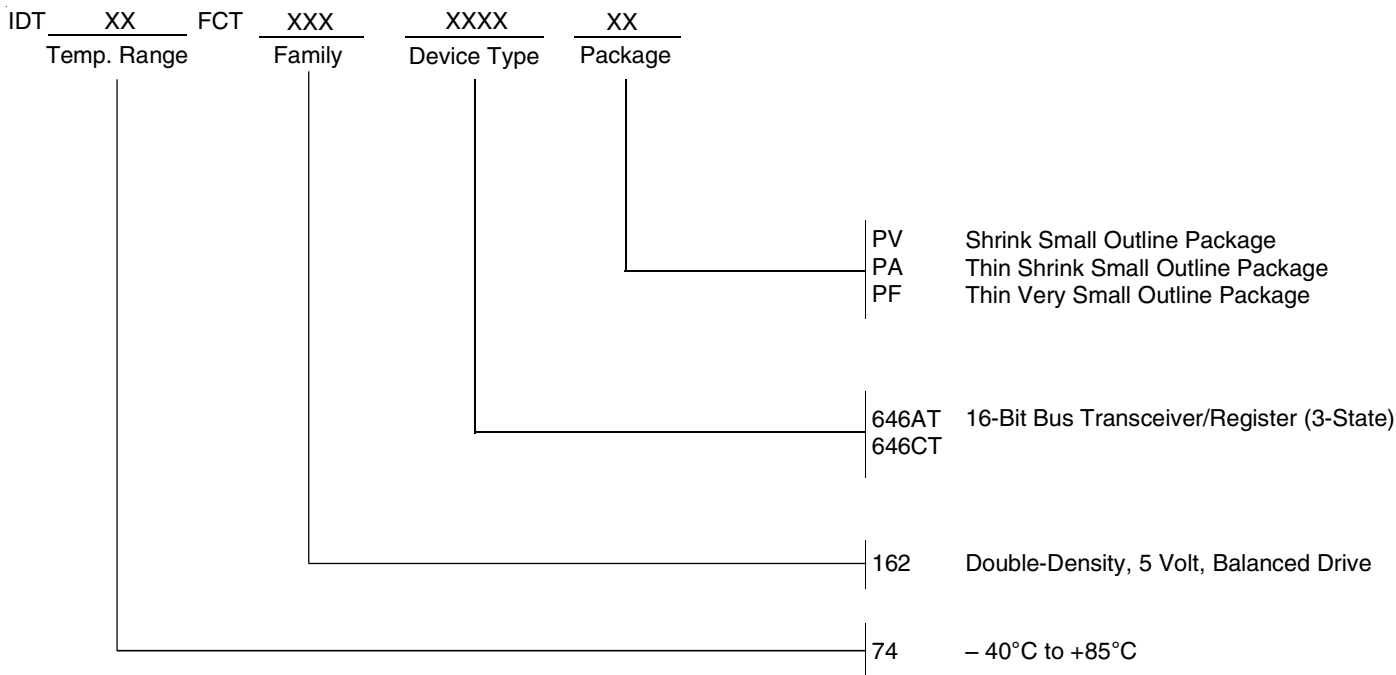 IDT XX FCT XXX XXXX XX
Temp. Range Family Device Type Package
PV Shrink Small Outline Package
PA Thin Shrink Small Outline Package
PF Thin Very Small Outline Package
646AT 16-Bit Bus Transceiver/Register (3-State)
646CT
162 Double-Density, 5 Volt, Balanced Drive
74 – 40°C to +85°C